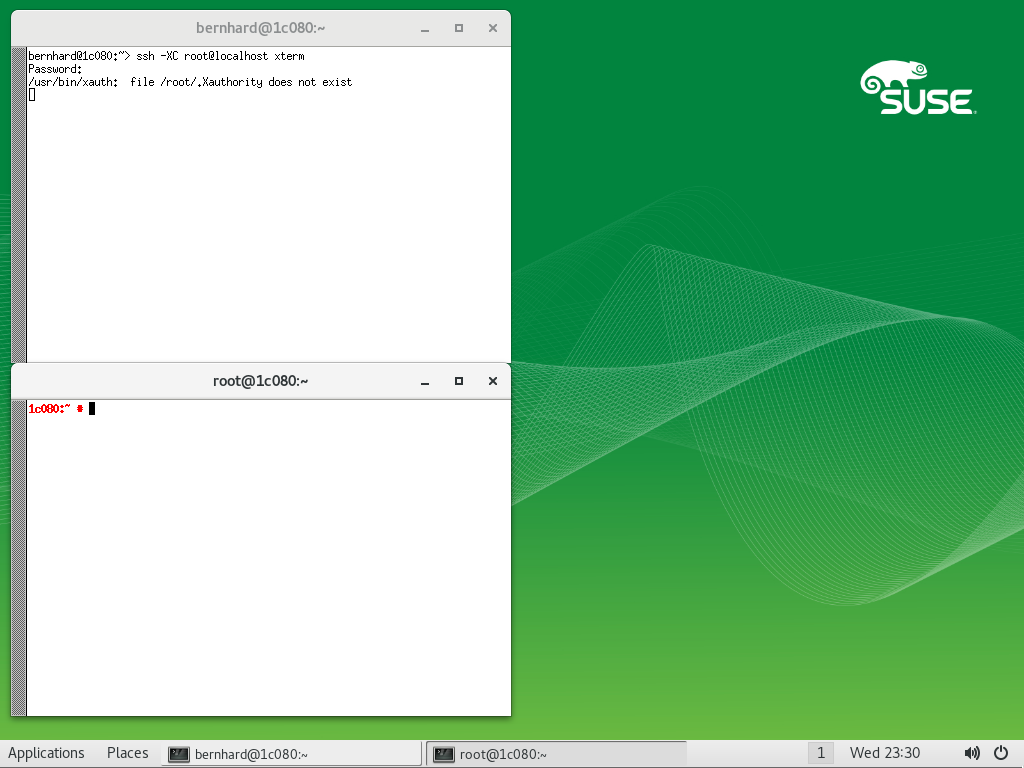 bernhard@1c080:~
bernhard@1c080:~> ssh -XC root@localhost xterm
Password:
/usr/bin/xauth:  file /root/.Xauthority does not exist
SUSE
root@1c080:~
1c080:~ #
Applications Places bernhard@1c080:~ root@1c080:~ 1 Wed 23:30